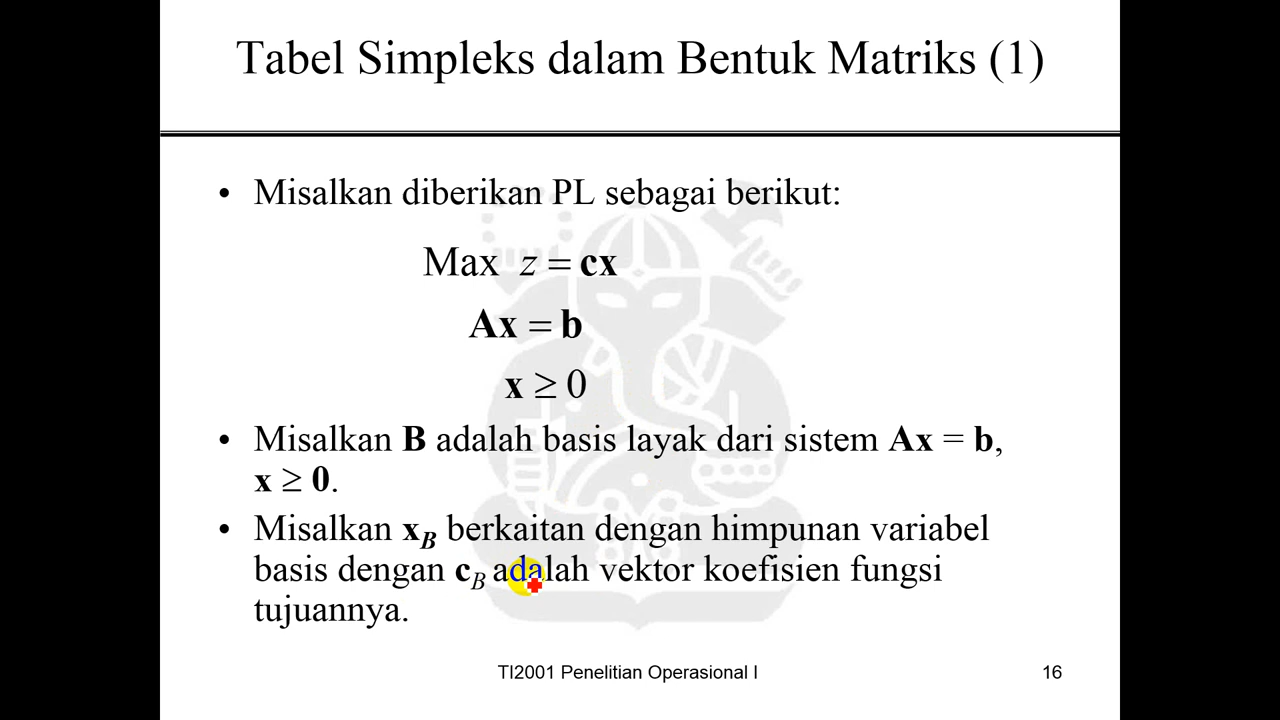 Tabel Simpleks dalam Bentuk Matriks (1)
• Misalkan diberikan PL sebagai berikut:
Max z = cx
Ax = b
x ≥ 0
• Misalkan B adalah basis layak dari sistem Ax = b,
x ≥ 0.
• Misalkan x_B berkaitan dengan himpunan variabel
basis dengan c_B adalah vektor koefisien fungsi
tujuannya.
TI2001 Penelitian Operasional I
16